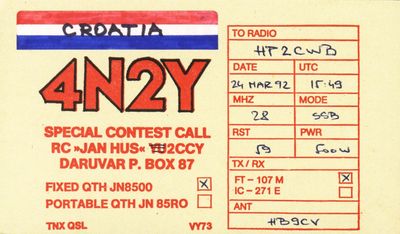 CROATIA
4N2Y
SPECIAL CONTEST CALL
RC »JAN HUS« YU2CCY
DARUVAR P. BOX 87
FIXED QTH JN8500 ☒
PORTABLE QTH JN 85RO ☐
TNX QSL VY73
TO RADIO
HP2CWB
DATE UTC
24 MAR 92 15:49
MHZ MODE
28 SSB
RST PWR
59 500W
TX / RX
FT – 107 M ☒
IC – 271 E ☐
ANT
HB9CV